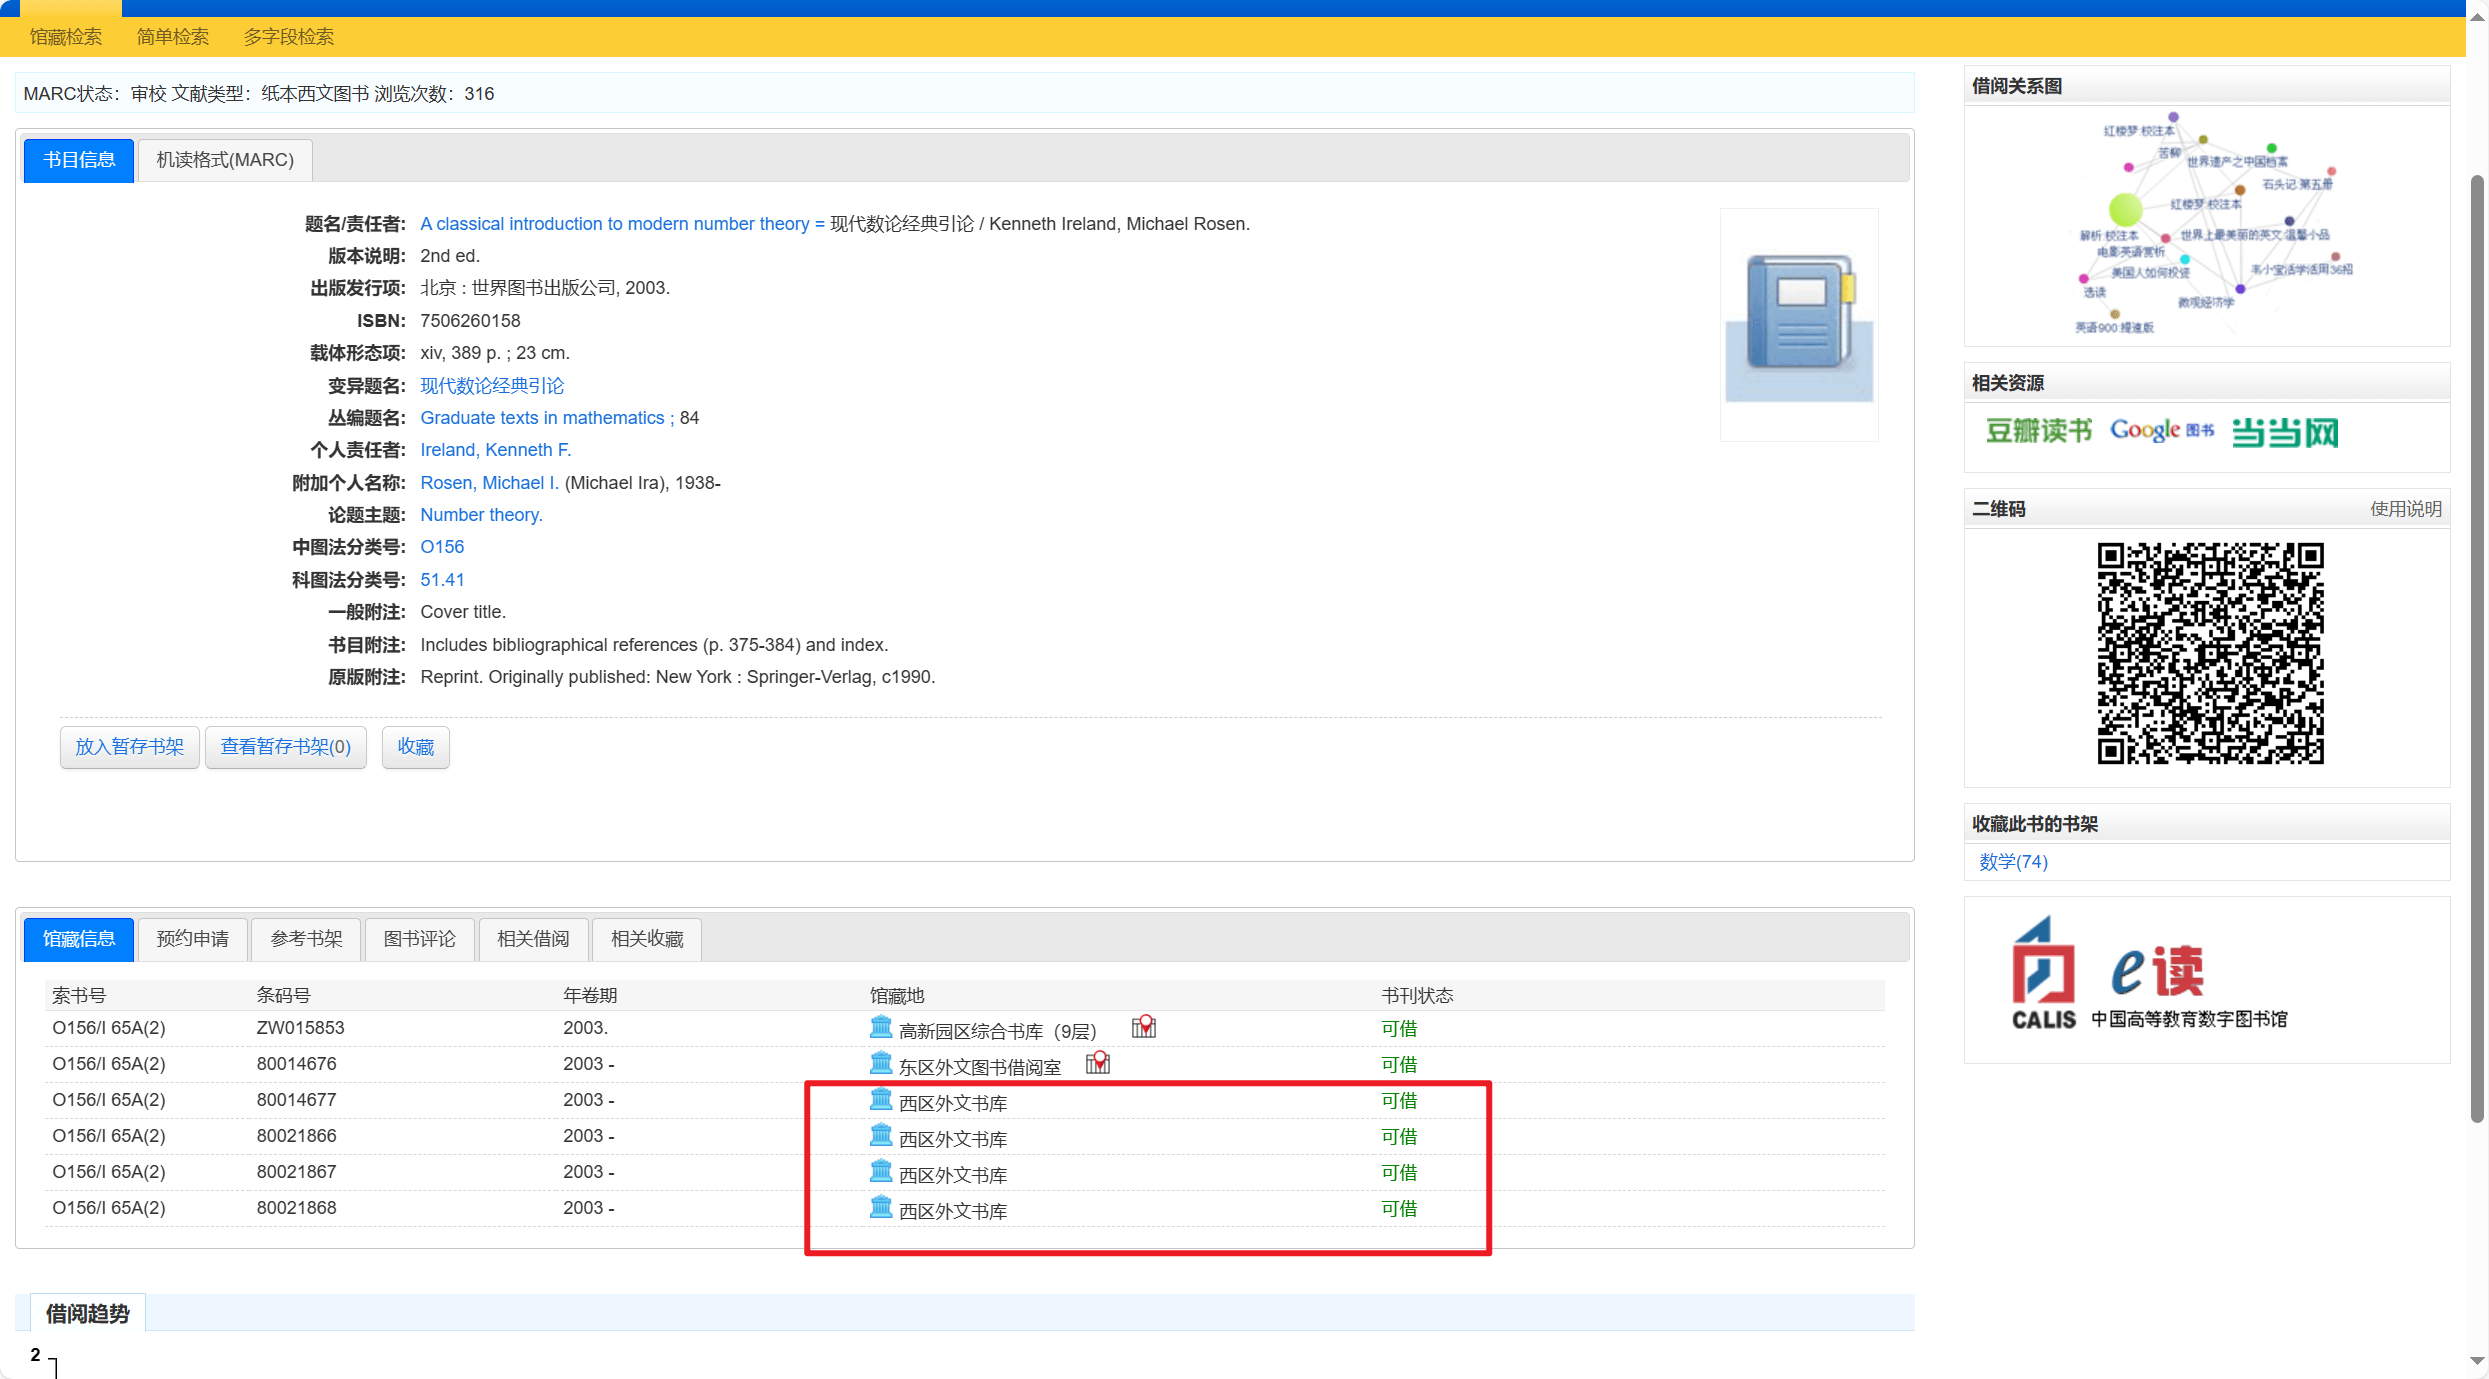 馆藏检索 简单检索 多字段检索
MARC状态：审校 文献类型：纸本西文图书 浏览次数：316
书目信息 机读格式(MARC)
题名/责任者: A classical introduction to modern number theory = 现代数论经典引论 / Kenneth Ireland, Michael Rosen.
版本说明: 2nd ed.
出版发行项: 北京 : 世界图书出版公司, 2003.
ISBN: 7506260158
载体形态项: xiv, 389 p. ; 23 cm.
变异题名: 现代数论经典引论
丛编题名: Graduate texts in mathematics ; 84
个人责任者: Ireland, Kenneth F.
附加个人名称: Rosen, Michael I. (Michael Ira), 1938-
论题主题: Number theory.
中图法分类号: O156
科图法分类号: 51.41
一般附注: Cover title.
书目附注: Includes bibliographical references (p. 375-384) and index.
原版附注: Reprint. Originally published: New York : Springer-Verlag, c1990.
放入暂存书架 查看暂存书架(0) 收藏
馆藏信息 预约申请 参考书架 图书评论 相关借阅 相关收藏
索书号 条码号 年卷期 馆藏地 书刊状态
O156/I 65A(2) ZW015853 2003. 高新园区综合书库（9层） 可借
O156/I 65A(2) 80014676 2003 - 东区外文图书借阅室 可借
O156/I 65A(2) 80014677 2003 - 西区外文书库 可借
O156/I 65A(2) 80021866 2003 - 西区外文书库 可借
O156/I 65A(2) 80021867 2003 - 西区外文书库 可借
O156/I 65A(2) 80021868 2003 - 西区外文书库 可借
借阅趋势
2
借阅关系图
红楼梦:校注本
苦柳
世界遗产之中国档案
石头记.第五册
红楼梦:校注本
解析:校注本
世界上最美丽的英文:温馨小品
电影英语赏析
美国人如何投资
韦小宝活学活用36招
选读
微观经济学
英语900:提速版
相关资源
豆瓣读书 Google 图书 当当网
二维码 使用说明
收藏此书的书架
数学(74)
e读
CALIS 中国高等教育数字图书馆